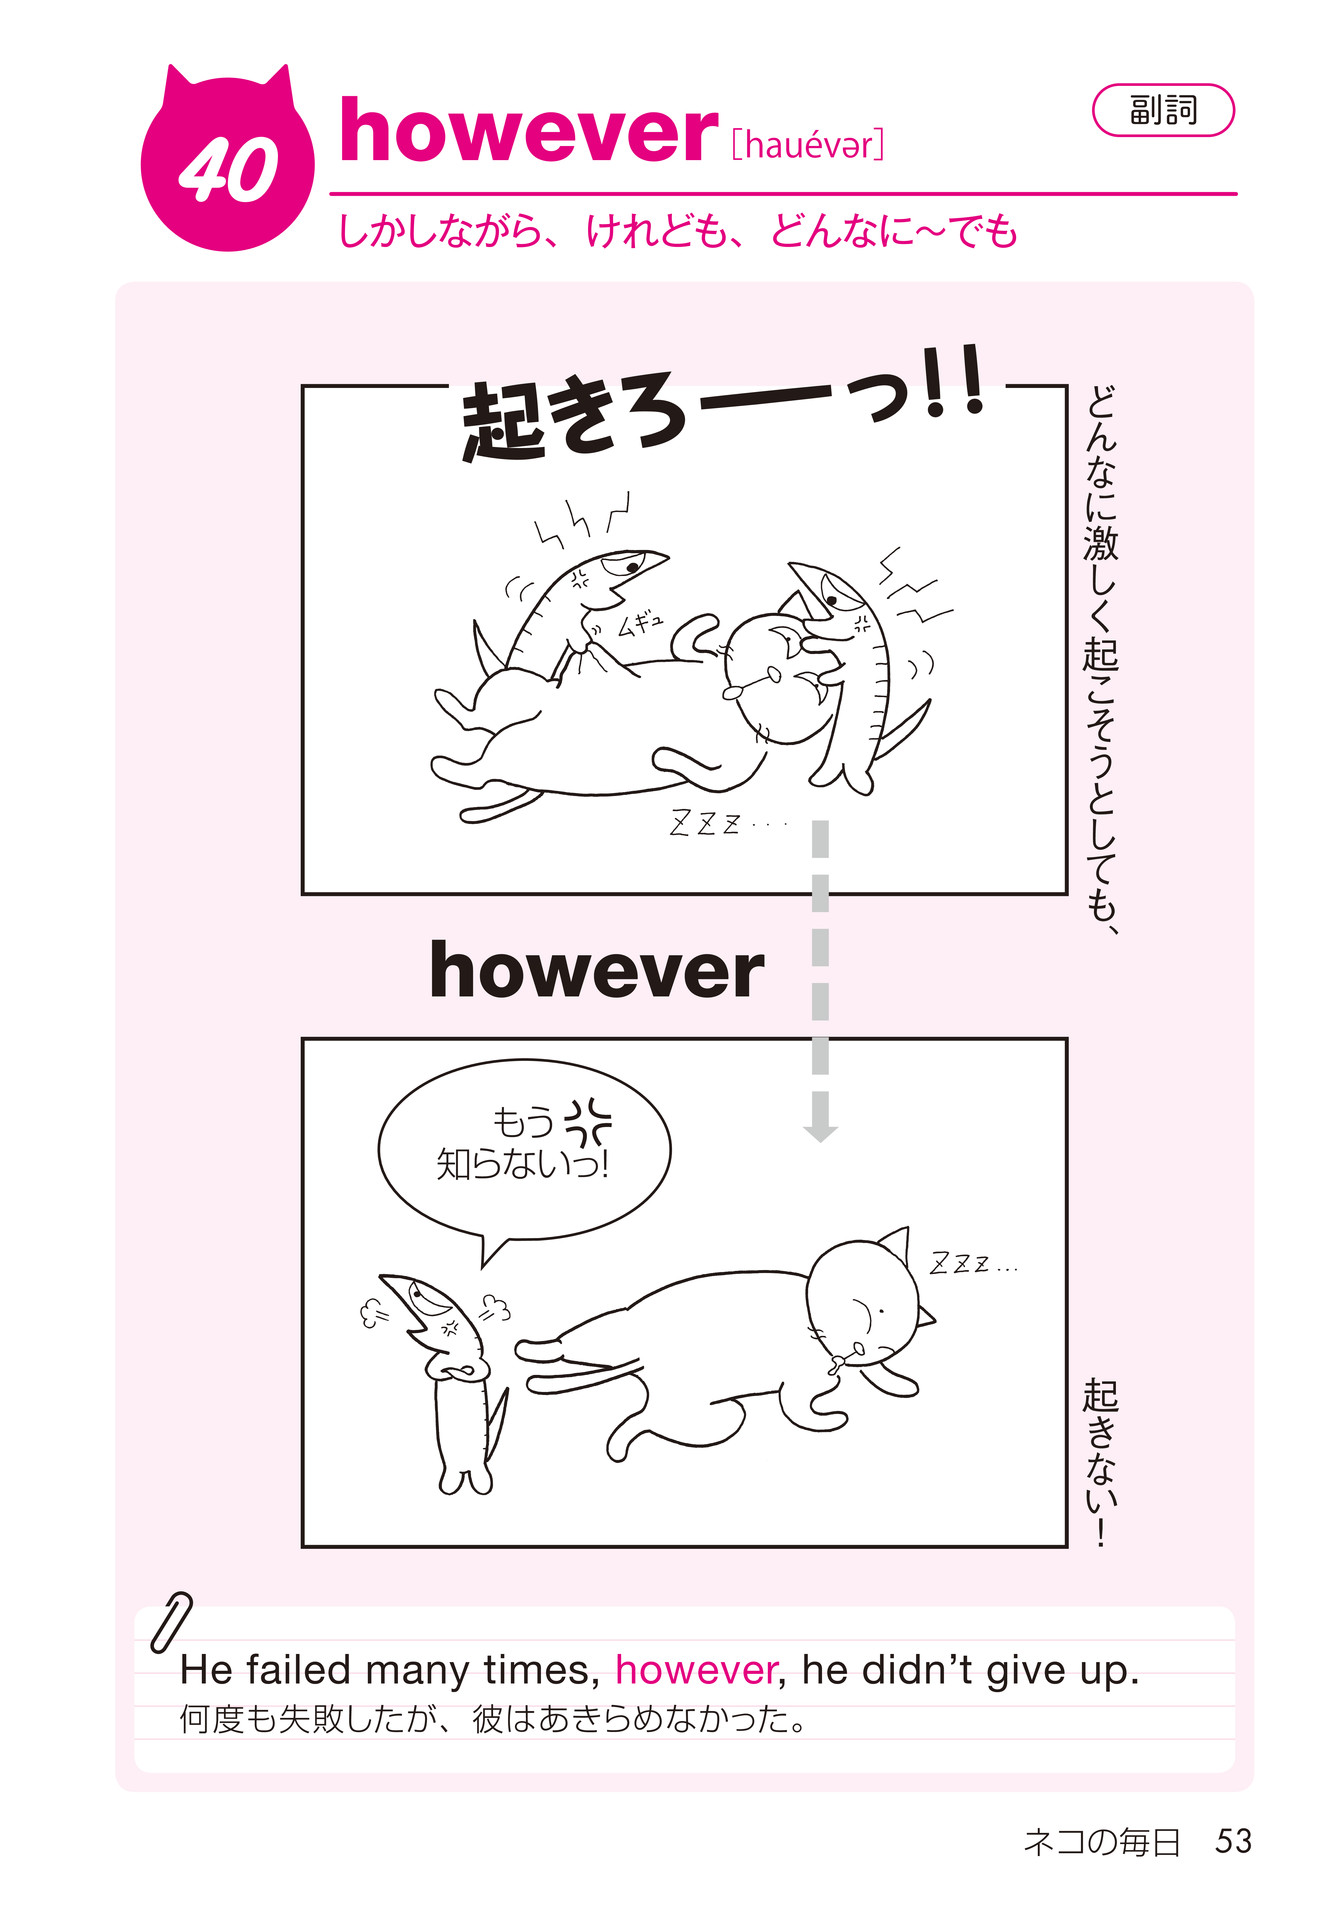 40
however [hauévər]
副詞
しかしながら、けれども、どんなに〜でも
起きろーーっ!!
どんなに激しく起こそうとしても、
ムギュ
ZZZ・・・
however
もう
知らないっ!
ZZZ...
起きない!
He failed many times, however, he didn’t give up.
何度も失敗したが、彼はあきらめなかった。
ネコの毎日 53